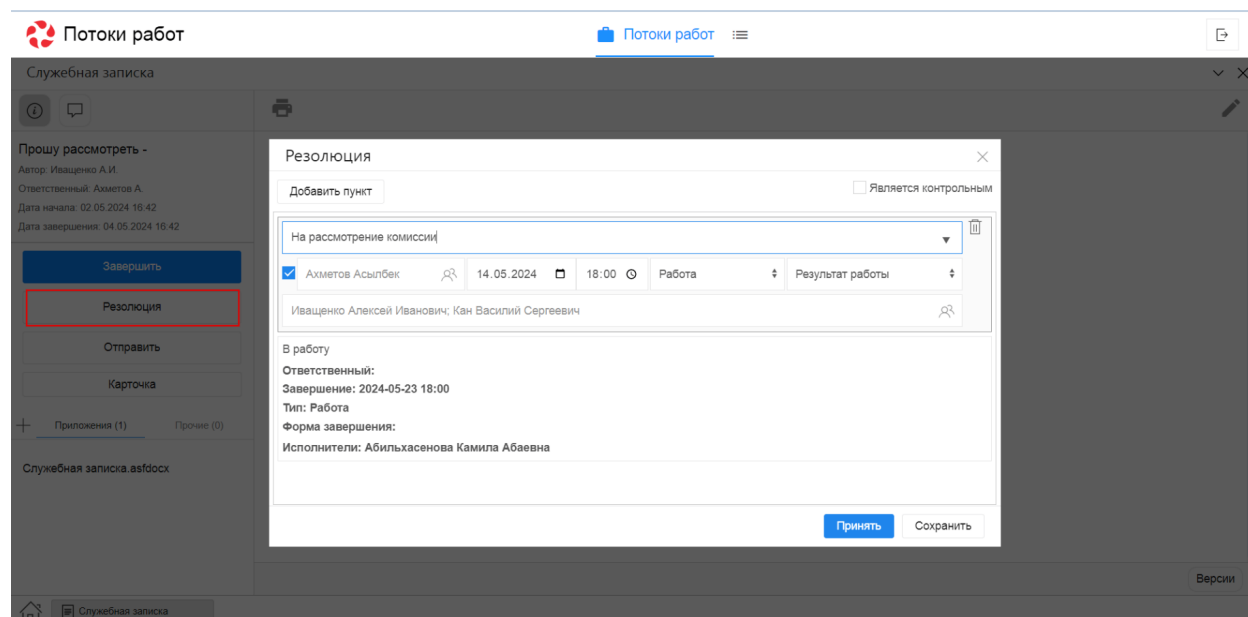 Потоки работ
Потоки работ
Служебная записка
Прошу рассмотреть -
Автор: Иващенко А.И.
Ответственный: Ахметов А.
Дата начала: 02.05.2024 16:42
Дата завершения: 04.05.2024 16:42
Завершить
Резолюция
Отправить
Карточка
Приложения (1) Прочие (0)
Служебная записка.asfdocx
Резолюция
Добавить пункт Является контрольным
На рассмотрение комиссии
Ахметов Асылбек 14.05.2024 18:00 Работа Результат работы
Иващенко Алексей Иванович; Кан Василий Сергеевич
В работу
Ответственный:
Завершение: 2024-05-23 18:00
Тип: Работа
Форма завершения:
Исполнители: Абильхасенова Камила Абаевна
Принять Сохранить
Версии
Служебная записка